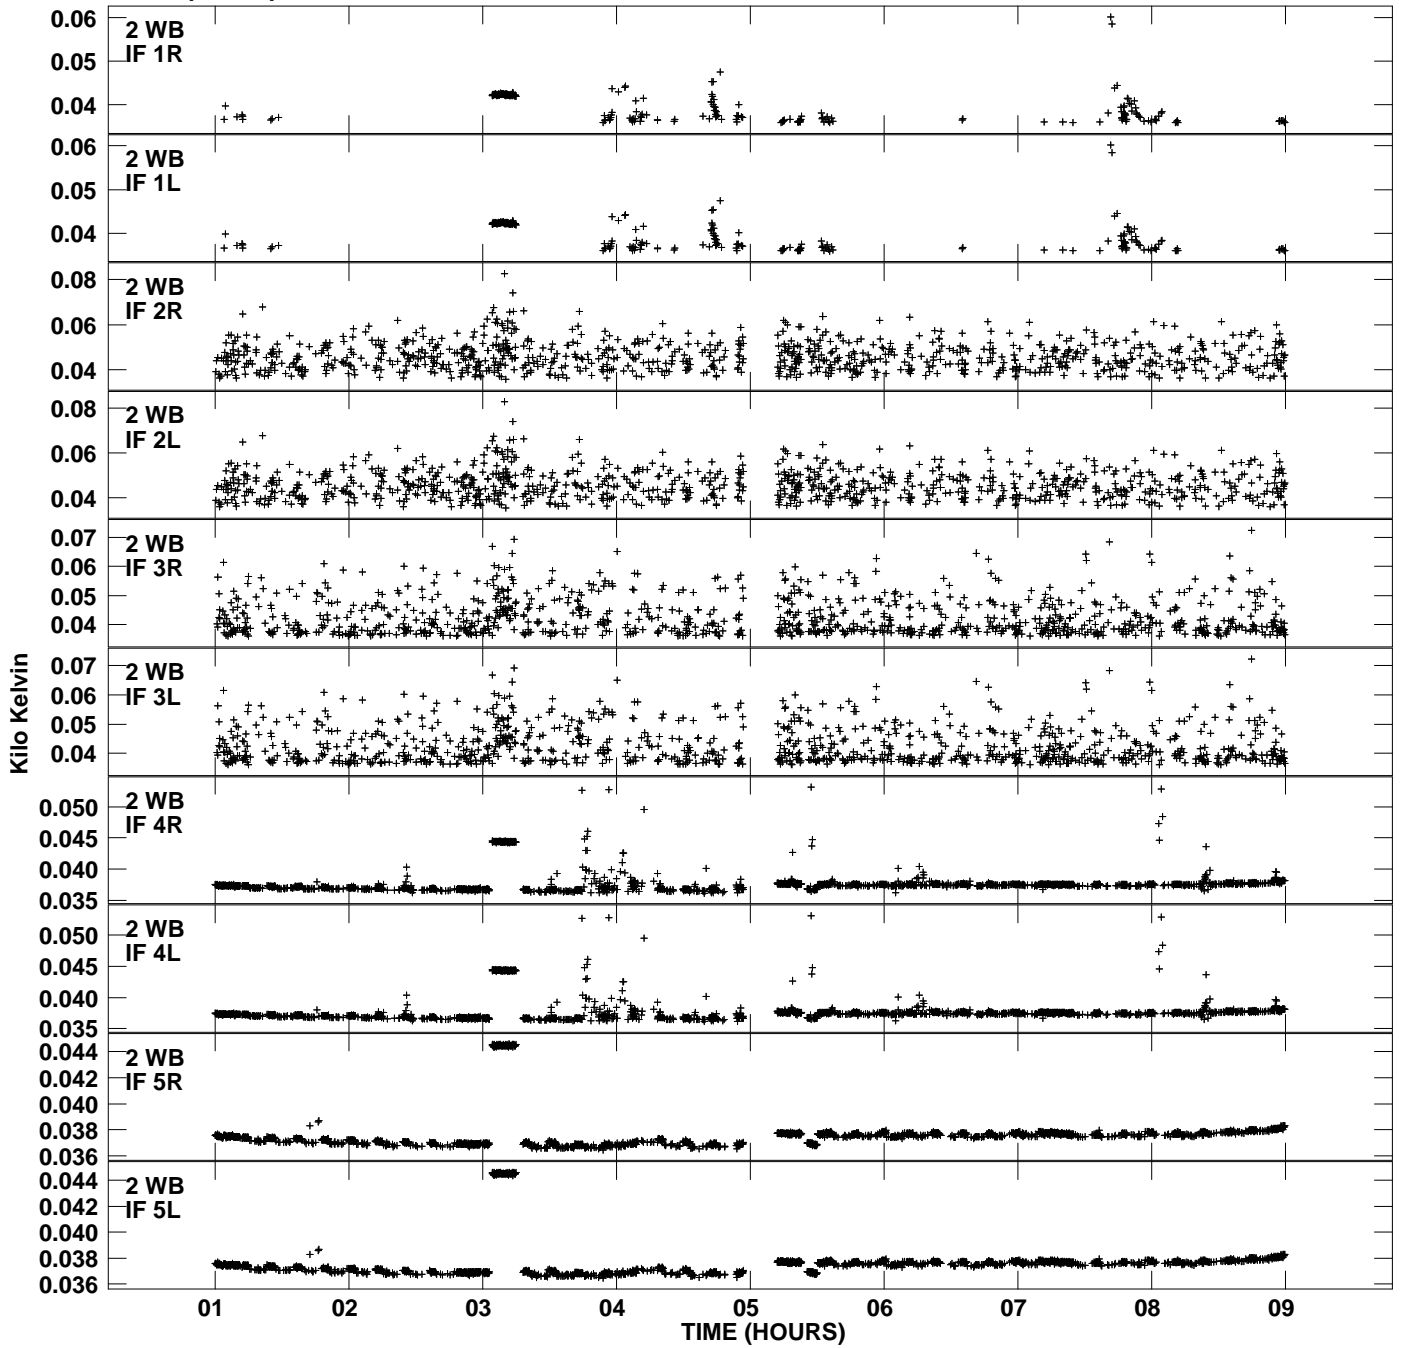 0.06
0.05
0.04
2 WB
IF 1R
0.06
0.05
0.04
2 WB
IF 1L
0.08
0.06
0.04
2 WB
IF 2R
0.08
0.06
0.04
2 WB
IF 2L
0.07
0.06
0.05
0.04
2 WB
IF 3R
0.07
0.06
0.05
0.04
2 WB
IF 3L
0.050
0.045
0.040
0.035
2 WB
IF 4R
0.050
0.045
0.040
0.035
2 WB
IF 4L
0.044
0.042
0.040
0.038
0.036
2 WB
IF 5R
0.044
0.042
0.040
0.038
0.036
2 WB
IF 5L
Kilo Kelvin
01 02 03 04 05 06 07 08 09
TIME (HOURS)